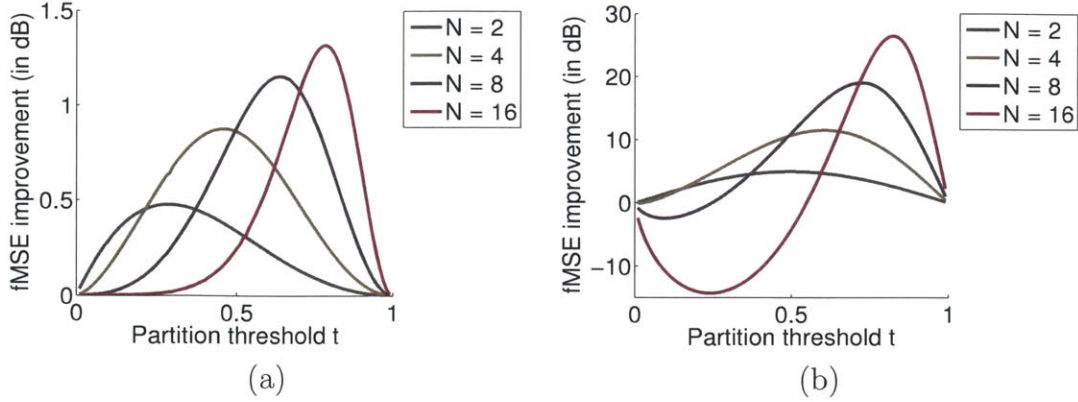 fMSE improvement (in dB)
1.5
1
0.5
0
0
0.5
1
Partition threshold t
N = 2
N = 4
N = 8
N = 16
(a)
fMSE improvement (in dB)
30
20
10
0
−10
0
0.5
1
Partition threshold t
N = 2
N = 4
N = 8
N = 16
(b)